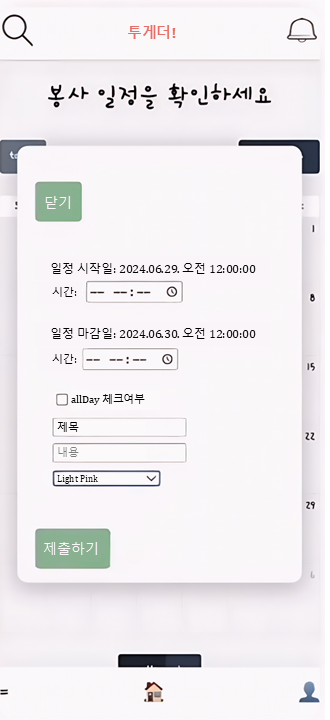 투게더!
봉사 일정을 확인하세요
닫기
1
일정 시작일: 2024.06.29. 오전 12:00:00
시간: -- --:--
8
일정 마감일: 2024.06.30. 오전 12:00:00
시간: -- --:--
15
allDay 체크여부
제목
22
내용
Light Pink
29
제출하기
6